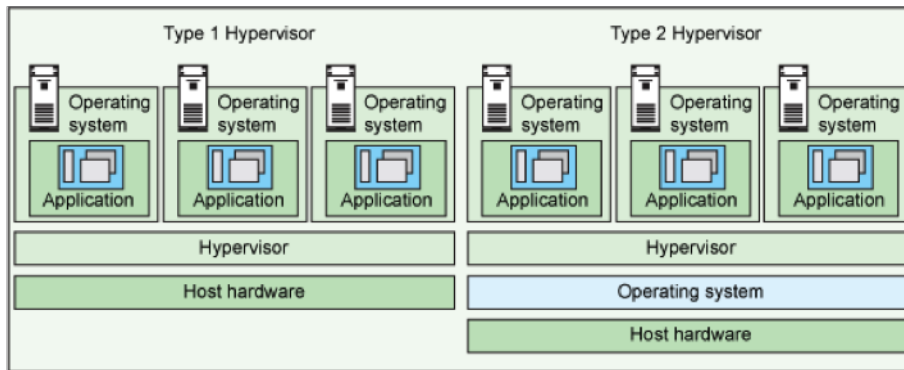 Type 1 Hypervisor
Operating
system
Application
Operating
system
Application
Operating
system
Application
Hypervisor
Host hardware
Type 2 Hypervisor
Operating
system
Application
Operating
system
Application
Operating
system
Application
Hypervisor
Operating system
Host hardware